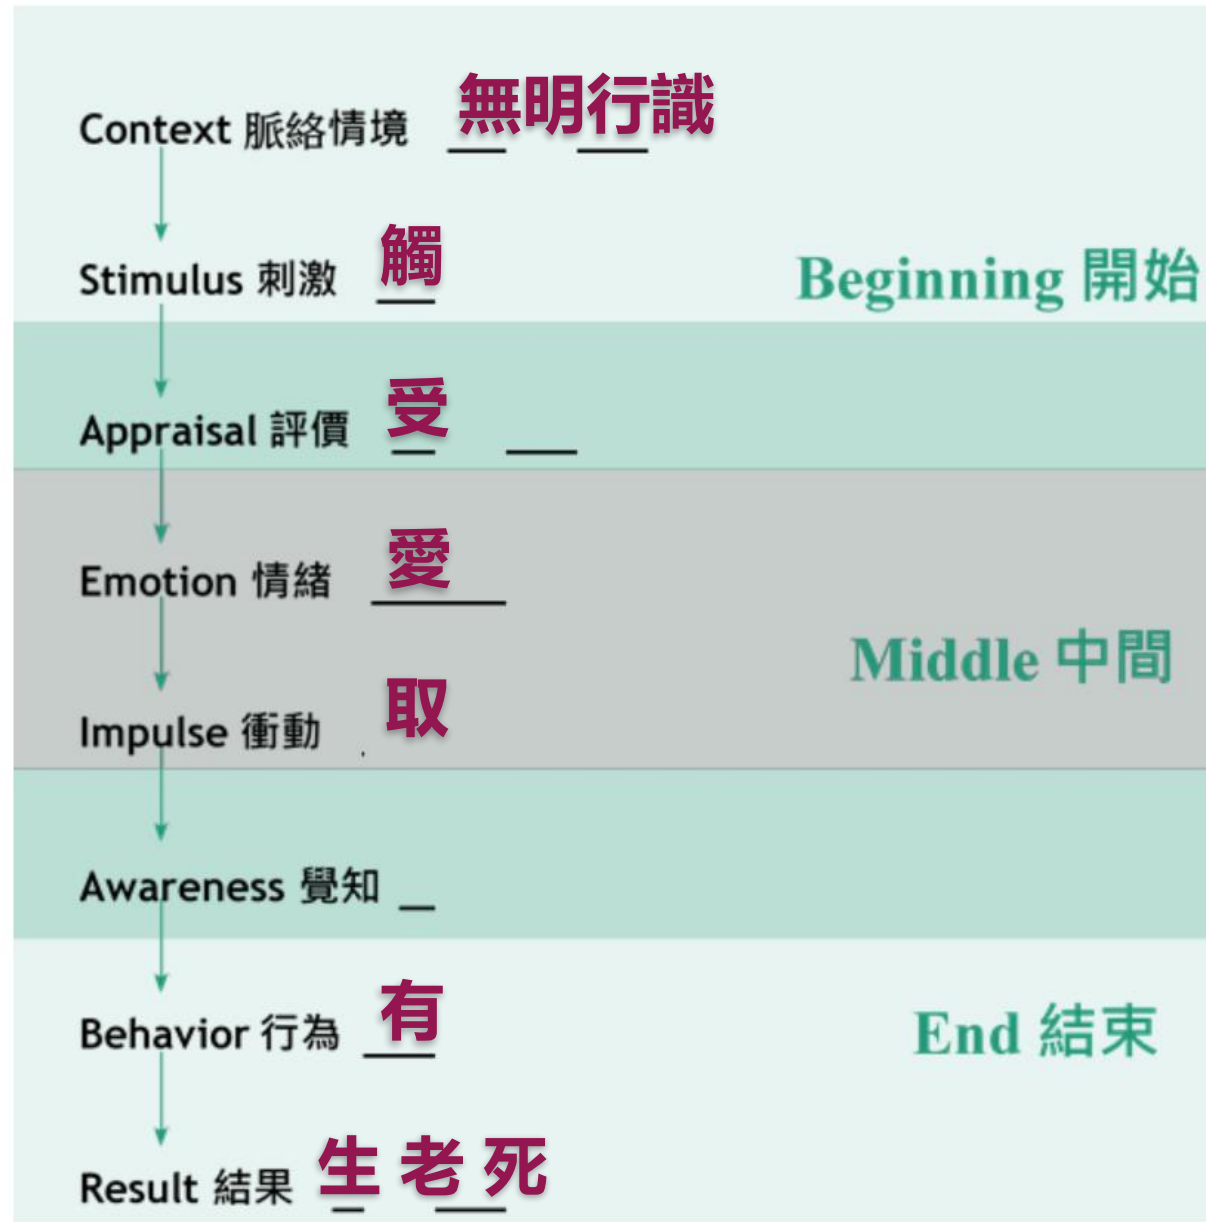 Context 脈絡情境 無明行識
Stimulus 刺激 觸
Beginning 開始
Appraisal 評價 受
Emotion 情緒 愛
Middle 中間
Impulse 衝動 取
Awareness 覺知
Behavior 行為 有
End 結束
Result 結果 生 老 死